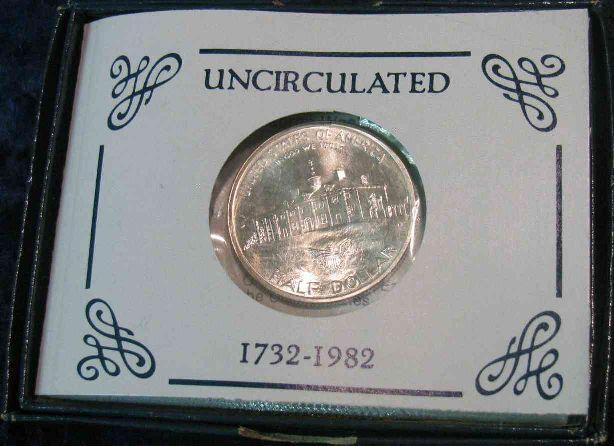 UNCIRCULATED
UNITED STATES OF AMERICA
IN GOD WE TRUST
HALF DOLLAR
1732-1982